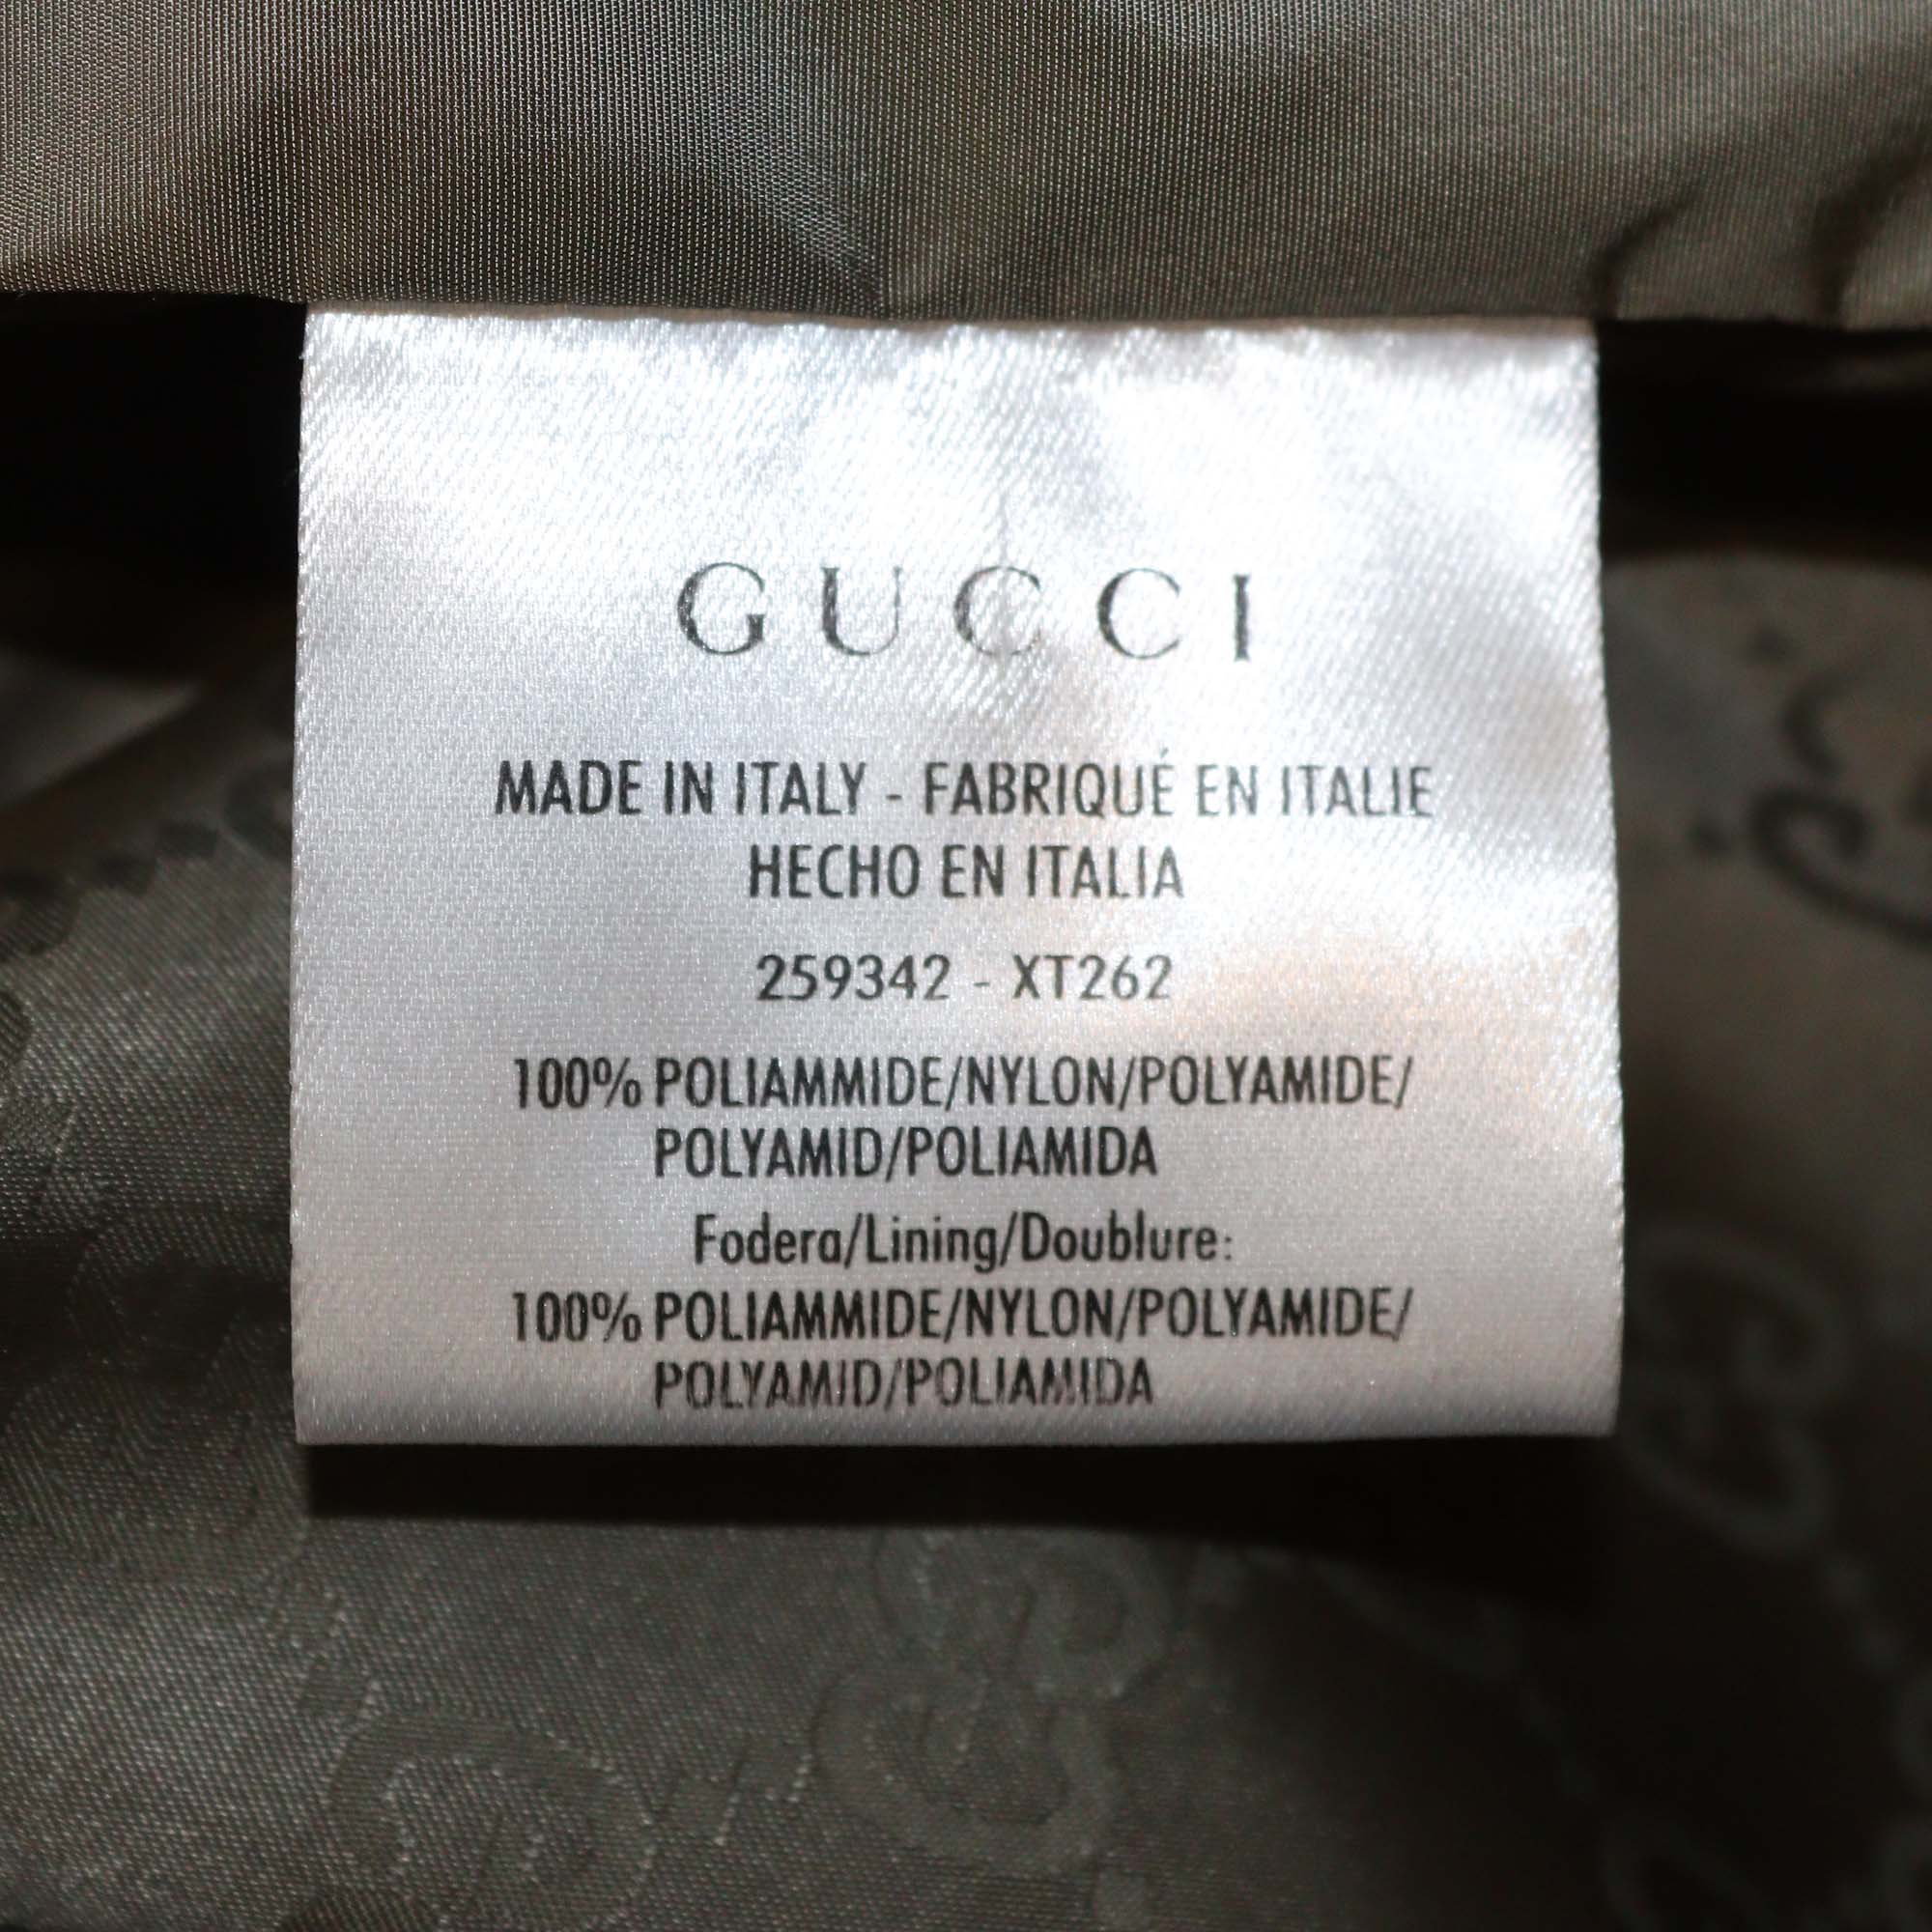 GUCCI
MADE IN ITALY - FABRIQUÉ EN ITALIE
HECHO EN ITALIA
259342 - XT262
100% POLIAMMIDE/NYLON/POLYAMIDE/
POLYAMID/POLIAMIDA
Fodera/Lining/Doublure:
100% POLIAMMIDE/NYLON/POLYAMIDE/
POLYAMID/POLIAMIDA